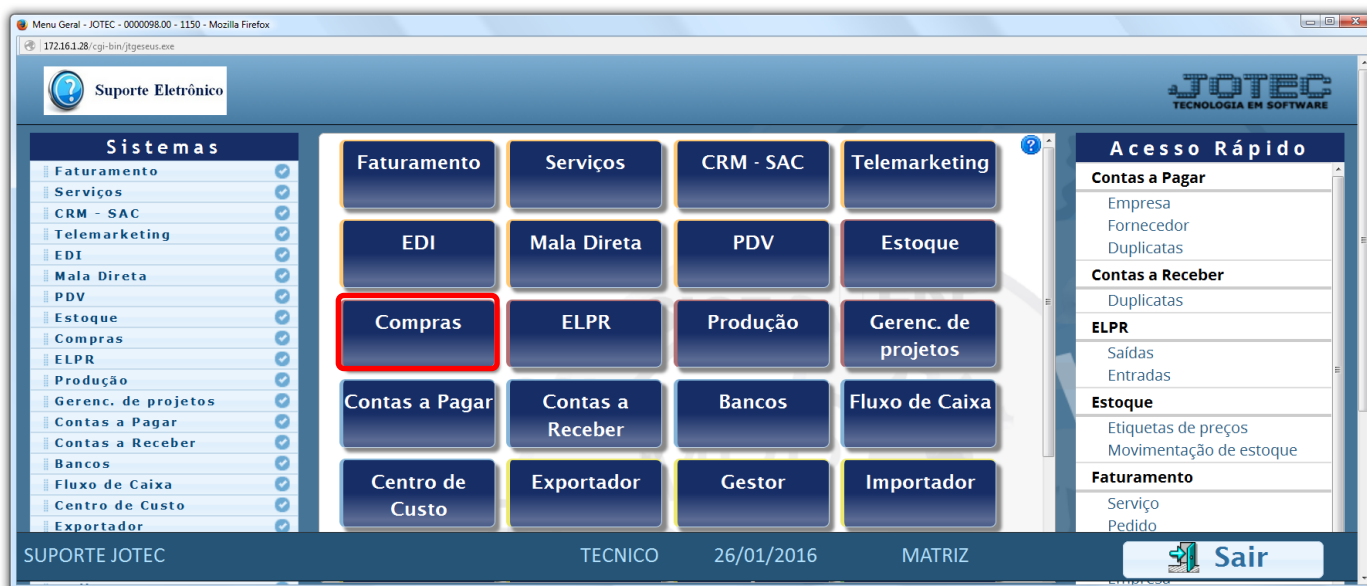 Menu Geral - JOTEC - 0000098.00 - 1150 - Mozilla Firefox
172.16.1.28/cgi-bin/jtgeseus.exe
Suporte Eletrônico
JOTEC
TECNOLOGIA EM SOFTWARE
Sistemas
Faturamento
Serviços
CRM - SAC
Telemarketing
EDI
Mala Direta
PDV
Estoque
Compras
ELPR
Produção
Gerenc. de projetos
Contas a Pagar
Contas a Receber
Bancos
Fluxo de Caixa
Centro de Custo
Exportador
Faturamento
Serviços
CRM - SAC
Telemarketing
EDI
Mala Direta
PDV
Estoque
Compras
ELPR
Produção
Gerenc. de
projetos
Contas a Pagar
Contas a
Receber
Bancos
Fluxo de Caixa
Centro de
Custo
Exportador
Gestor
Importador
Acesso Rápido
Contas a Pagar
Empresa
Fornecedor
Duplicatas
Contas a Receber
Duplicatas
ELPR
Saídas
Entradas
Estoque
Etiquetas de preços
Movimentação de estoque
Faturamento
Serviço
Pedido
SUPORTE JOTEC
TECNICO
26/01/2016
MATRIZ
Sair